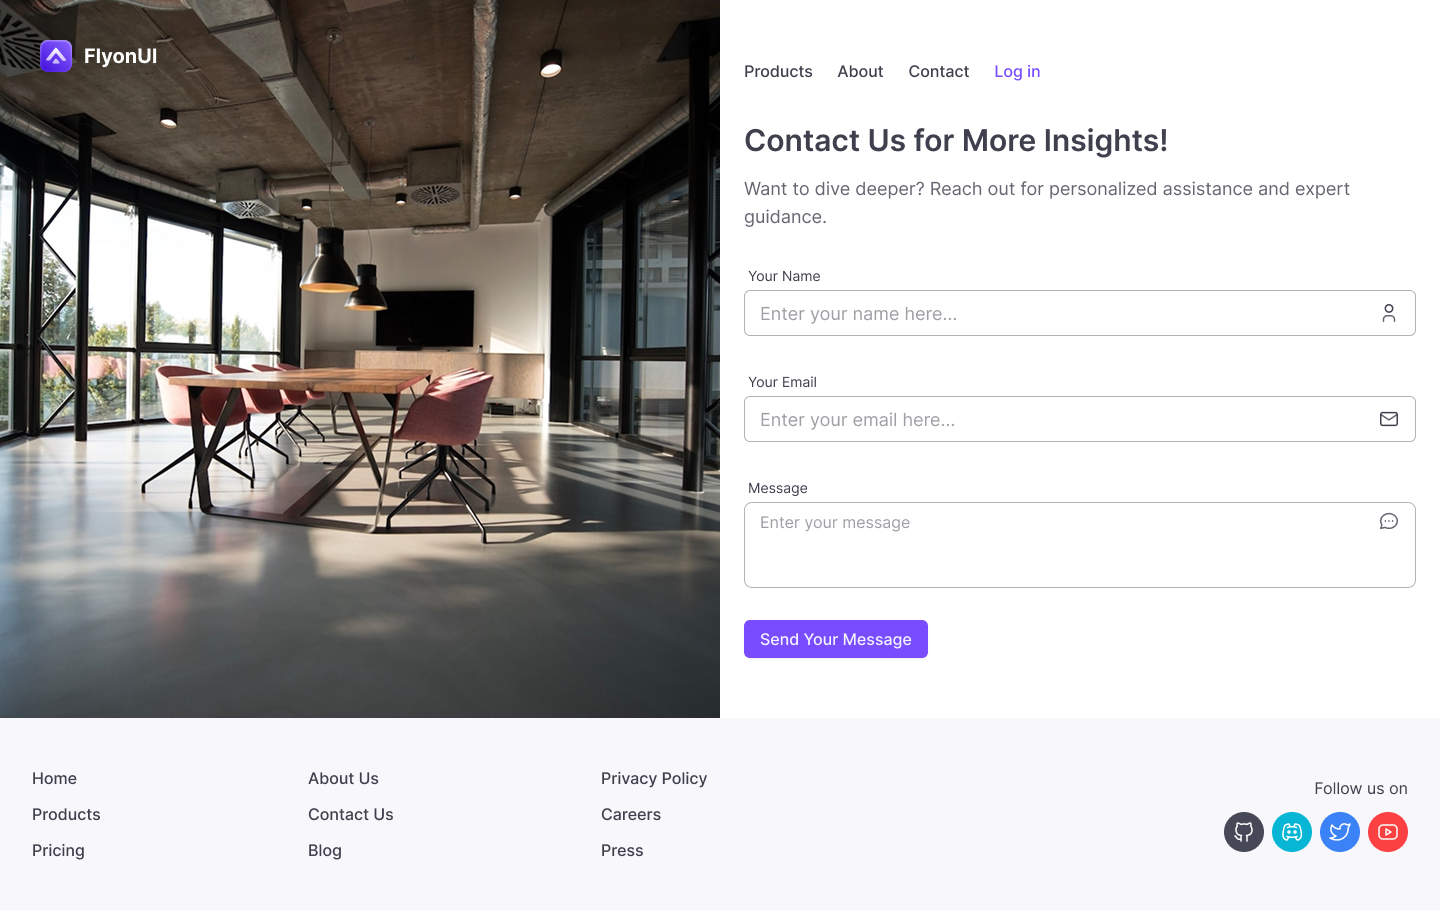 FlyonUI
Products About Contact Log in
Contact Us for More Insights!
Want to dive deeper? Reach out for personalized assistance and expert
guidance.
Your Name
Enter your name here...
Your Email
Enter your email here...
Message
Enter your message
Send Your Message
Home
Products
Pricing
About Us
Contact Us
Blog
Privacy Policy
Careers
Press
Follow us on